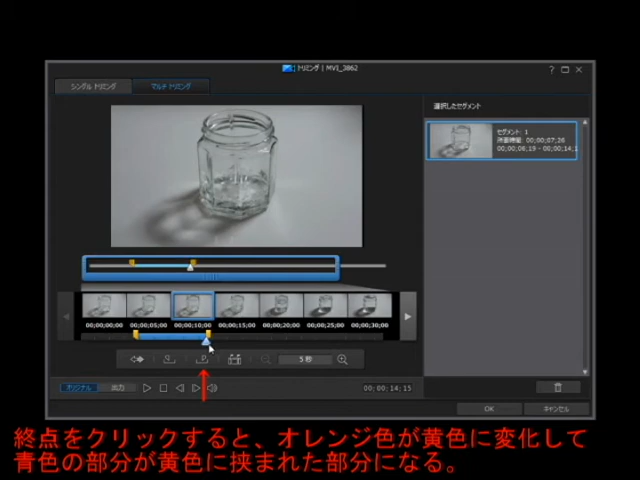 トリミング | MVI_3862
シングル トリミング
マルチ トリミング
選択したセグメント
セグメント: 1
00;00;07;26
00;00;06;19 - 00;00;14;1
00;00;00;00 00;00;05;00 00;00;10;00 00;00;15;00 00;00;20;00 00;00;25;00 00;00;30;00
5 秒
オリジナル
出力
00; 00; 14; 15
OK
キャンセル
終点をクリックすると、オレンジ色が黄色に変化して
青色の部分が黄色に挟まれた部分になる。